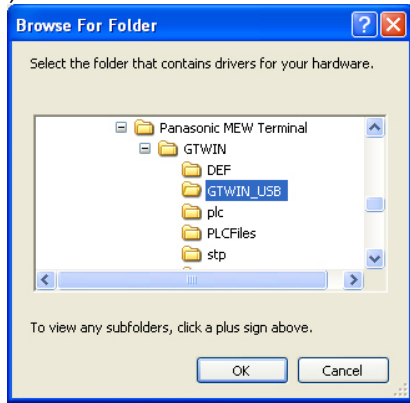 Browse For Folder
Select the folder that contains drivers for your hardware.
Panasonic MEW Terminal
GTWIN
DEF
GTWIN_USB
plc
PLCFiles
stp
To view any subfolders, click a plus sign above.
OK Cancel